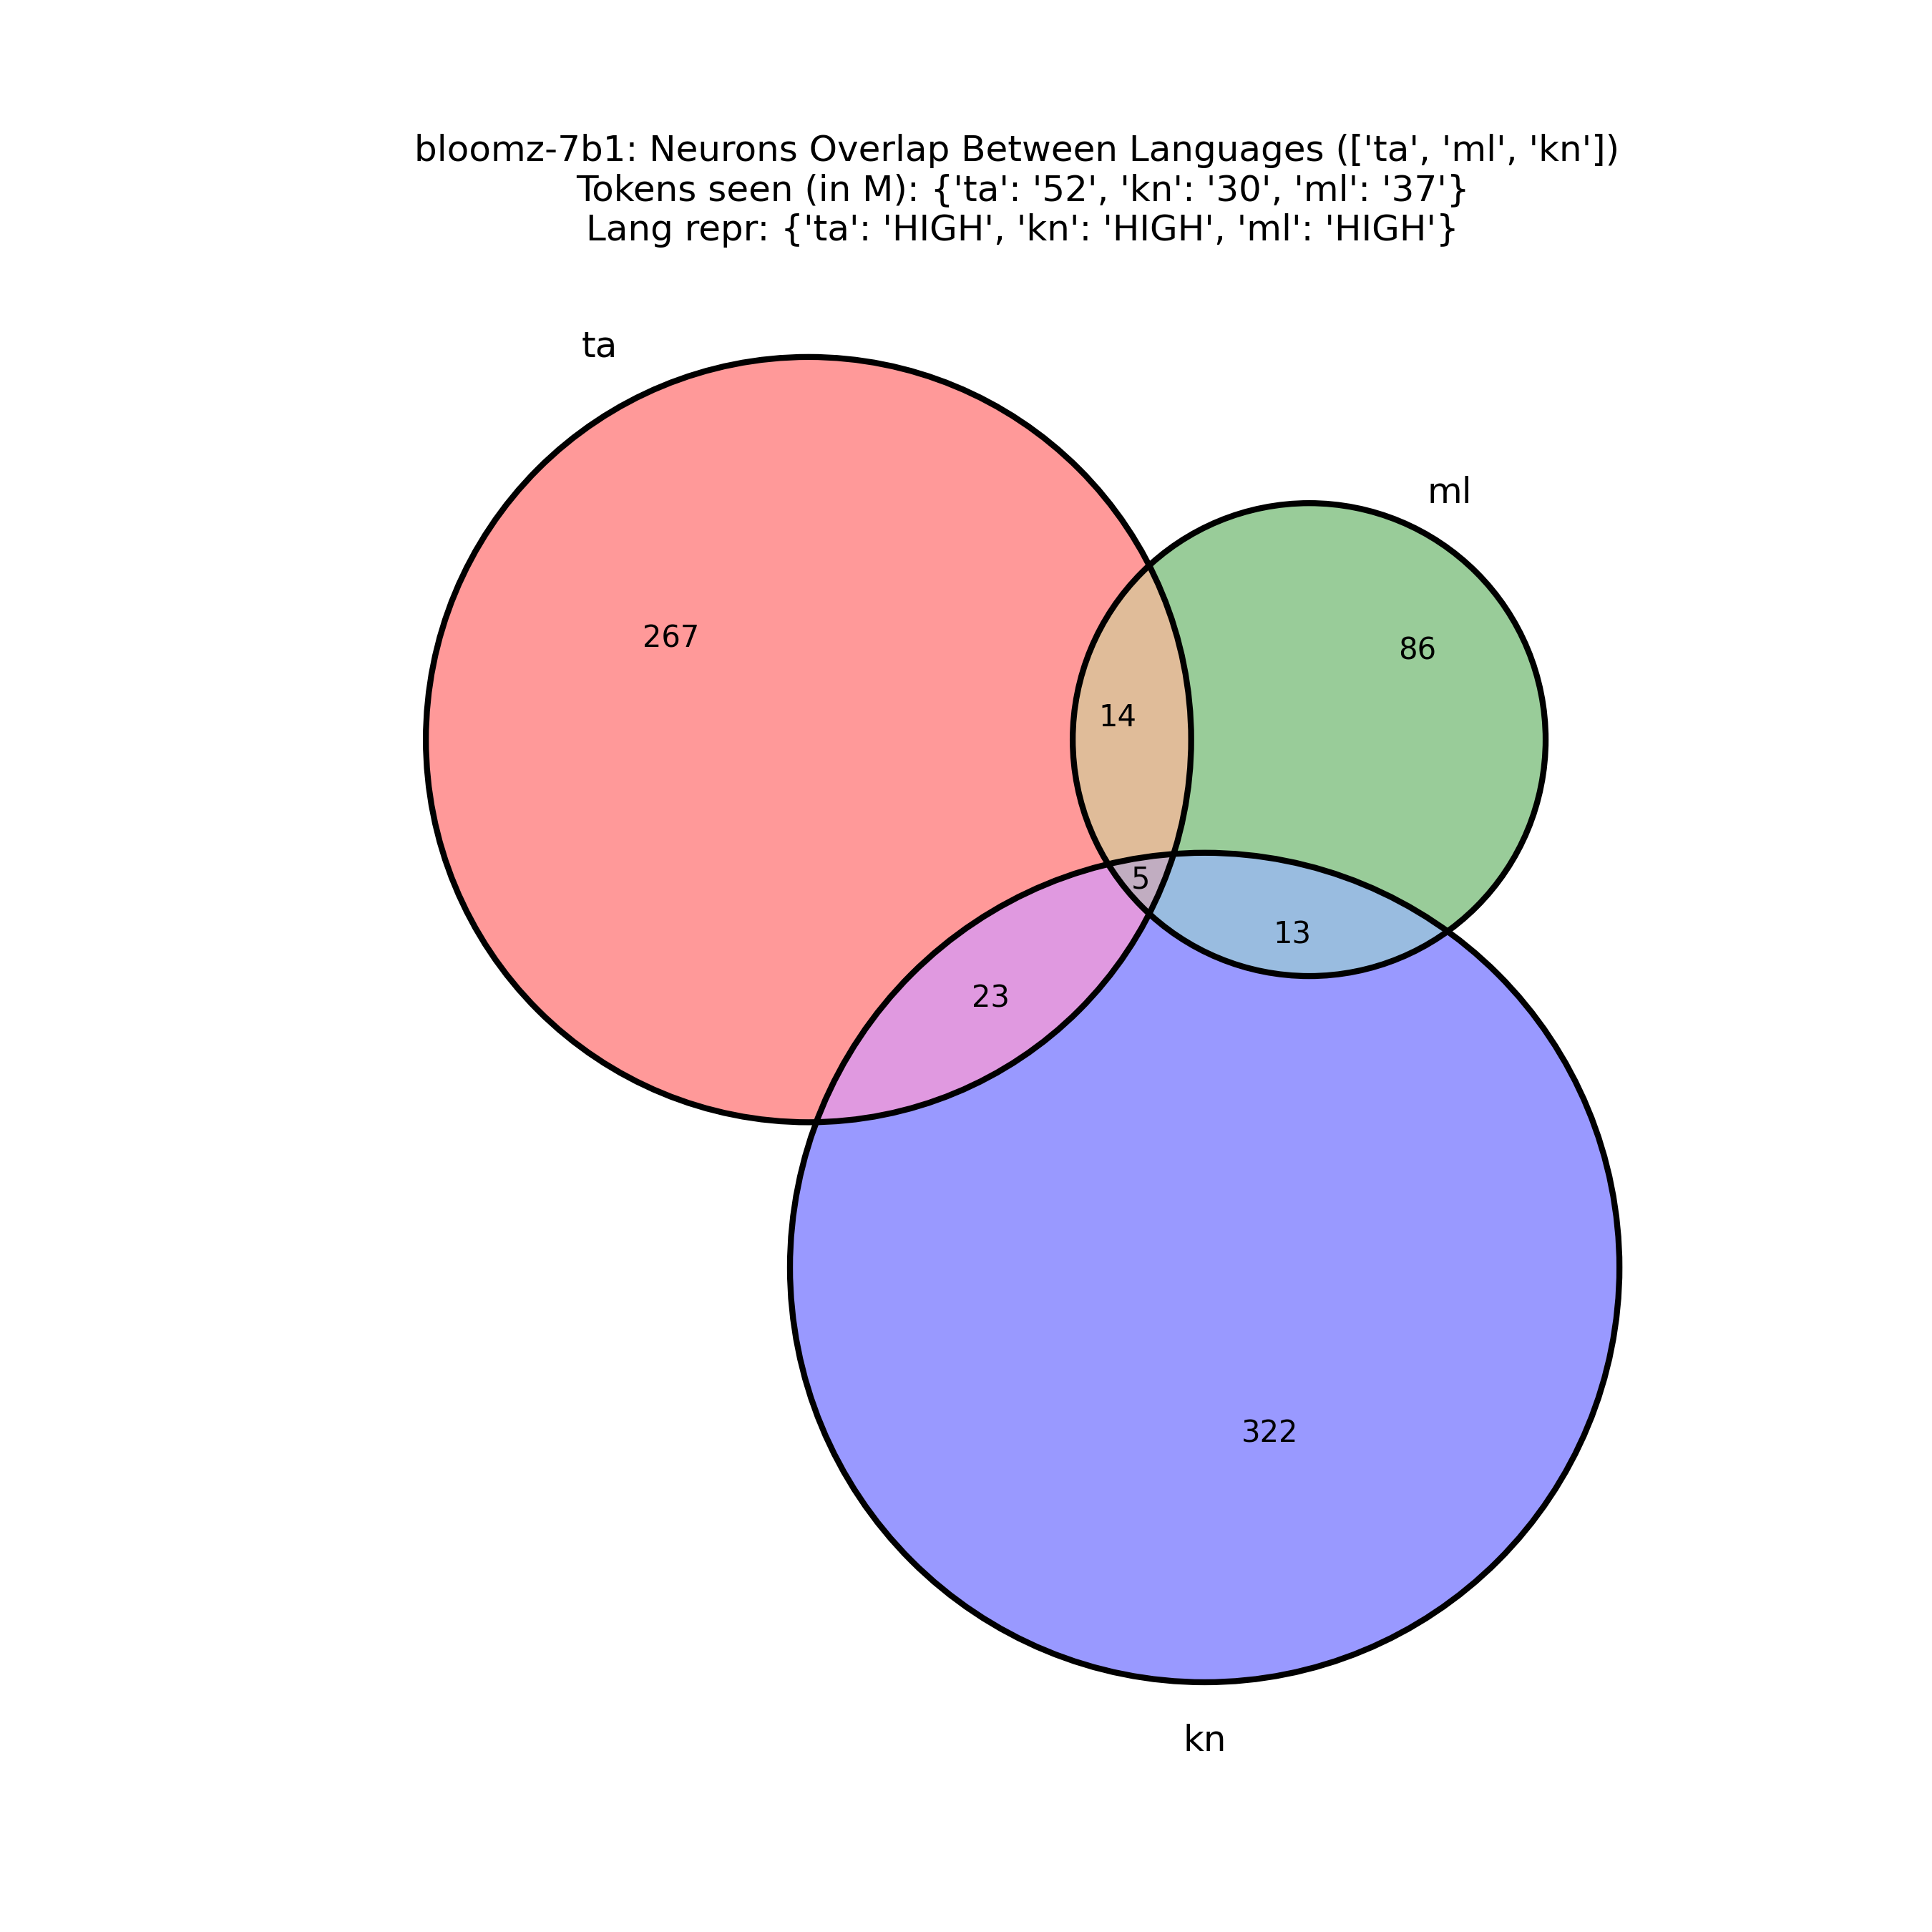 bloomz-7b1: Neurons Overlap Between Languages (['ta', 'ml', 'kn'])
Tokens seen (in M): {'ta': '52', 'kn': '30', 'ml': '37'}
Lang repr: {'ta': 'HIGH', 'kn': 'HIGH', 'ml': 'HIGH'}
ta
ml
267
86
14
5
13
23
322
kn